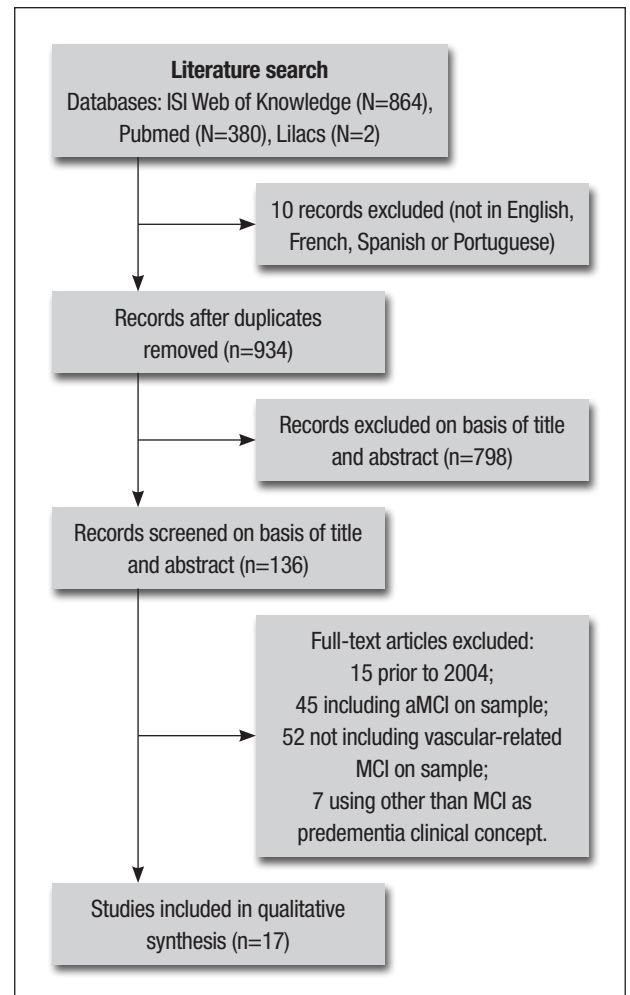 Literature search
Databases: ISI Web of Knowledge (N=864),
Pubmed (N=380), Lilacs (N=2)
10 records excluded (not in English,
French, Spanish or Portuguese)
Records after duplicates
removed (n=934)
Records excluded on basis of title
and abstract (n=798)
Records screened on basis of title
and abstract (n=136)
Full-text articles excluded:
15 prior to 2004;
45 including aMCI on sample;
52 not including vascular-related
MCI on sample;
7 using other than MCI as
predementia clinical concept.
Studies included in qualitative
synthesis (n=17)